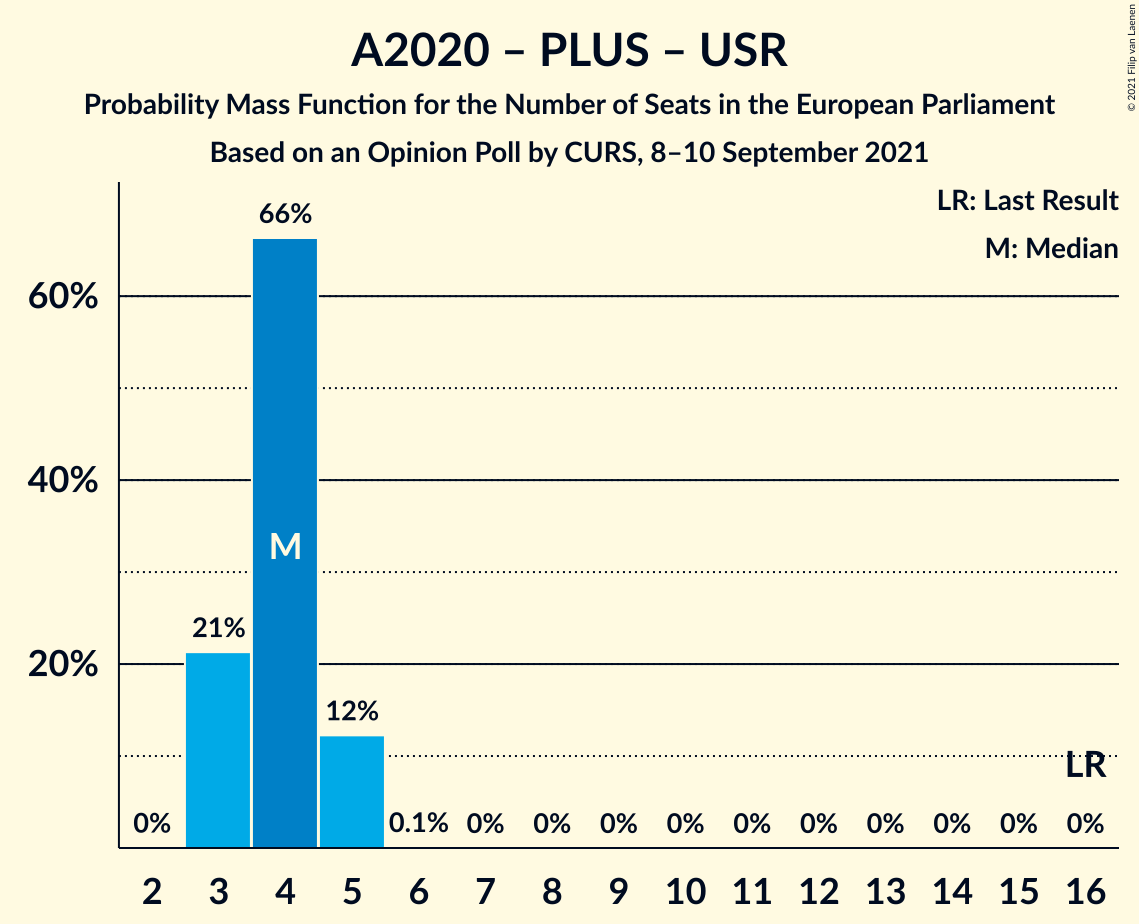 A2020 – PLUS – USR
Probability Mass Function for the Number of Seats in the European Parliament
Based on an Opinion Poll by CURS, 8–10 September 2021
© 2021 Filip van Laenen
LR: Last Result
M: Median
60%
40%
20%
0%
21%
66%
M
12%
0.1%
0%
0%
0%
0%
0%
0%
0%
0%
0%
0%
LR
2 3 4 5 6 7 8 9 10 11 12 13 14 15 16